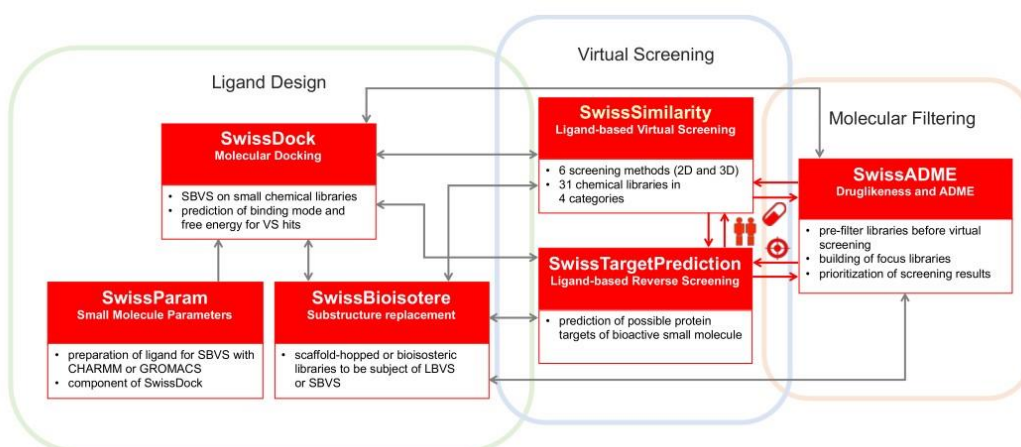 Ligand Design
Virtual Screening
Molecular Filtering
SwissDock
Molecular Docking
• SBVS on small chemical libraries
• prediction of binding mode and
free energy for VS hits
SwissParam
Small Molecule Parameters
• preparation of ligand for SBVS with
CHARMM or GROMACS
• component of SwissDock
SwissBioisotere
Substructure replacement
• scaffold-hopped or bioisosteric
libraries to be subject of LBVS
or SBVS
SwissSimilarity
Ligand-based Virtual Screening
• 6 screening methods (2D and 3D)
• 31 chemical libraries in
4 categories
SwissTargetPrediction
Ligand-based Reverse Screening
• prediction of possible protein
targets of bioactive small molecule
SwissADME
Druglikeness and ADME
• pre-filter libraries before virtual
screening
• building of focus libraries
• prioritization of screening results